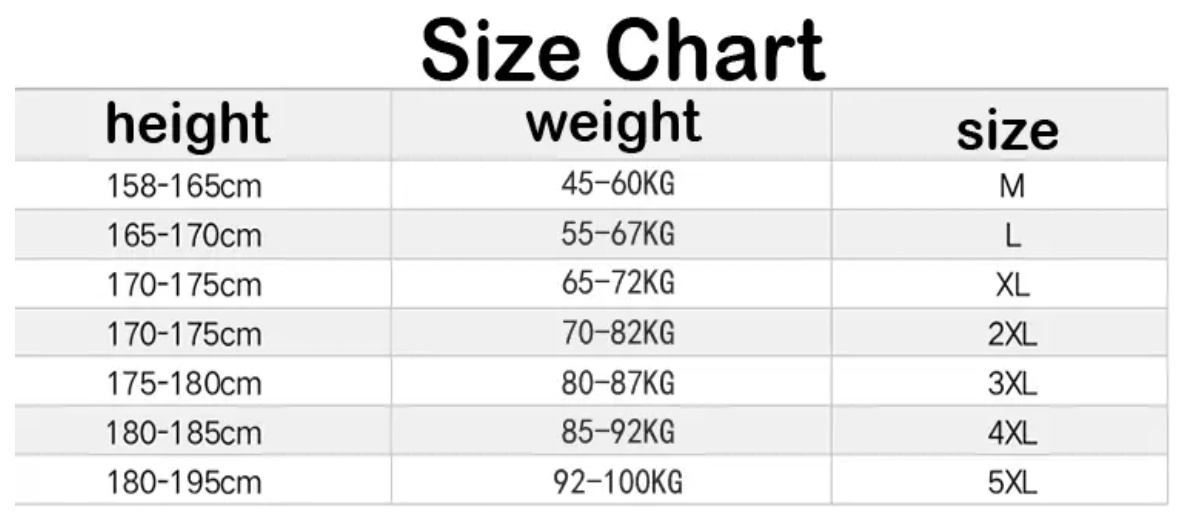 Size Chart
height weight size
158-165cm 45-60KG M
165-170cm 55-67KG L
170-175cm 65-72KG XL
170-175cm 70-82KG 2XL
175-180cm 80-87KG 3XL
180-185cm 85-92KG 4XL
180-195cm 92-100KG 5XL